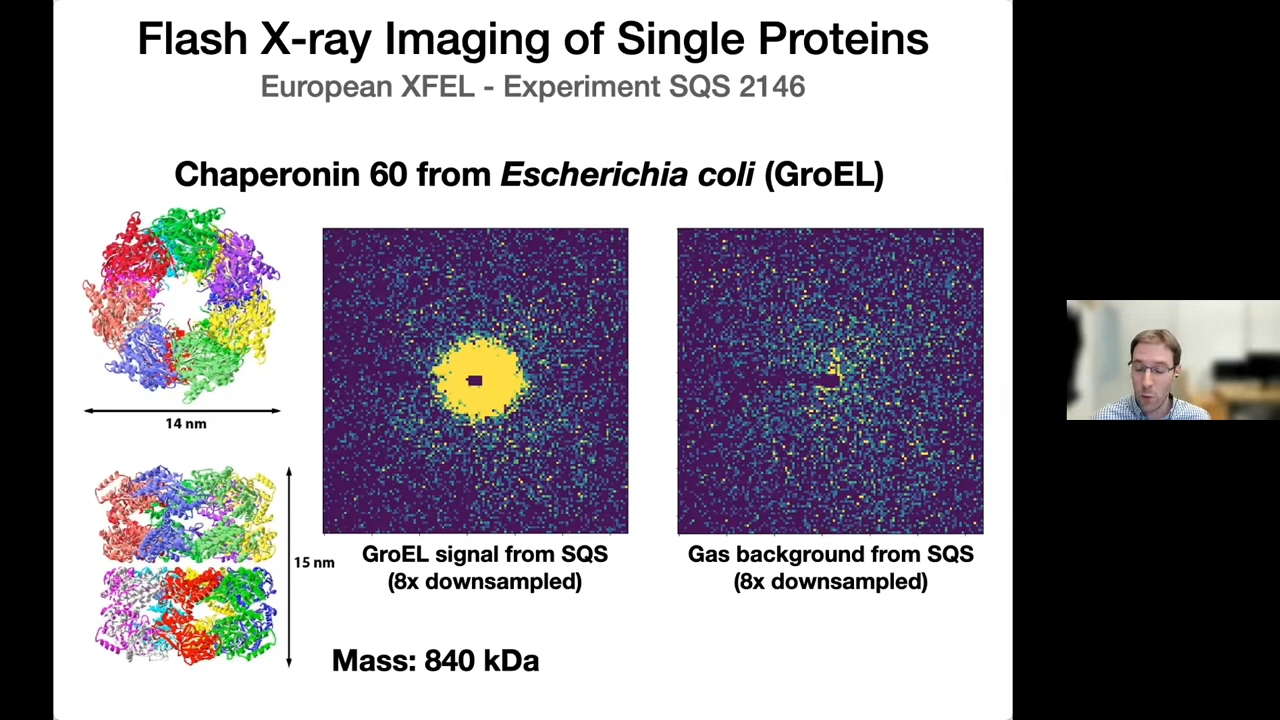 Flash X-ray Imaging of Single Proteins
European XFEL - Experiment SQS 2146
Chaperonin 60 from Escherichia coli (GroEL)
14 nm
15 nm
GroEL signal from SQS
(8x downsampled)
Gas background from SQS
(8x downsampled)
Mass: 840 kDa